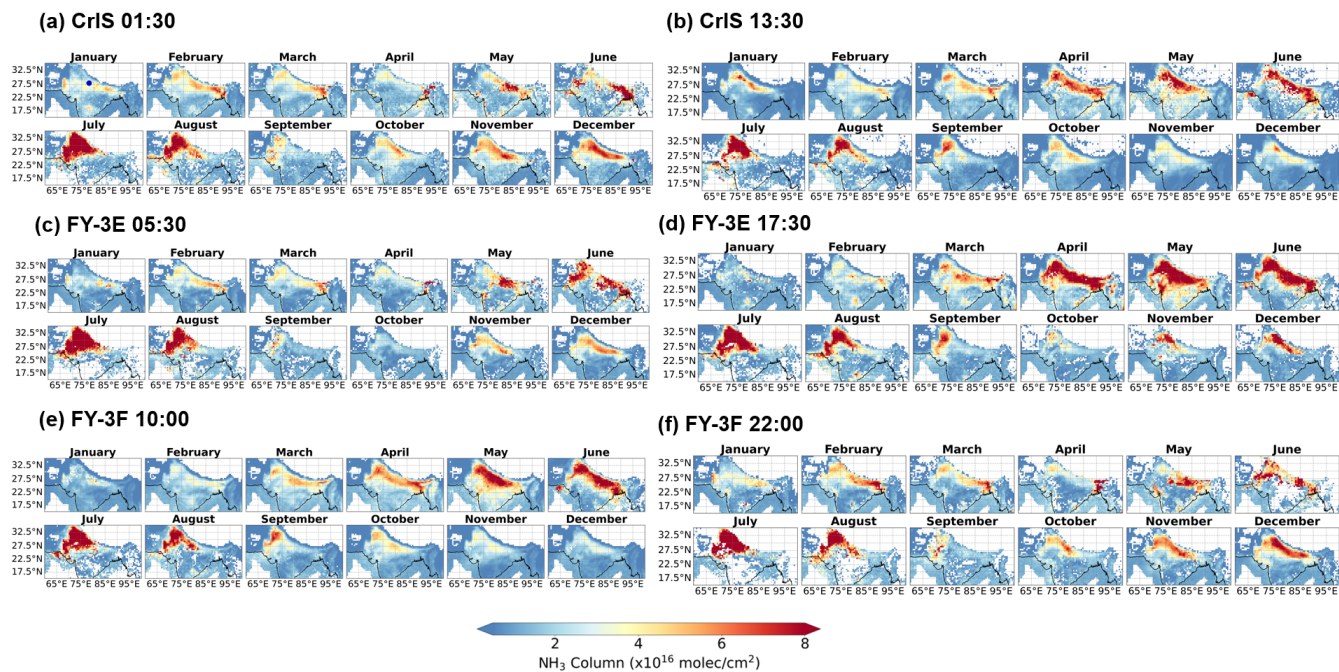 (a) CrIS 01:30
January February March April May June
32.5°N
27.5°N
22.5°N
17.5°N
July August September October November December
32.5°N
27.5°N
22.5°N
17.5°N
65°E 75°E 85°E 95°E 65°E 75°E 85°E 95°E 65°E 75°E 85°E 95°E 65°E 75°E 85°E 95°E 65°E 75°E 85°E 95°E 65°E 75°E 85°E 95°E
(b) CrIS 13:30
January February March April May June
32.5°N
27.5°N
22.5°N
17.5°N
July August September October November December
32.5°N
27.5°N
22.5°N
17.5°N
65°E 75°E 85°E 95°E 65°E 75°E 85°E 95°E 65°E 75°E 85°E 95°E 65°E 75°E 85°E 95°E 65°E 75°E 85°E 95°E 65°E 75°E 85°E 95°E
(c) FY-3E 05:30
January February March April May June
32.5°N
27.5°N
22.5°N
17.5°N
July August September October November December
32.5°N
27.5°N
22.5°N
17.5°N
65°E 75°E 85°E 95°E 65°E 75°E 85°E 95°E 65°E 75°E 85°E 95°E 65°E 75°E 85°E 95°E 65°E 75°E 85°E 95°E 65°E 75°E 85°E 95°E
(d) FY-3E 17:30
January February March April May June
32.5°N
27.5°N
22.5°N
17.5°N
July August September October November December
32.5°N
27.5°N
22.5°N
17.5°N
65°E 75°E 85°E 95°E 65°E 75°E 85°E 95°E 65°E 75°E 85°E 95°E 65°E 75°E 85°E 95°E 65°E 75°E 85°E 95°E 65°E 75°E 85°E 95°E
(e) FY-3F 10:00
January February March April May June
32.5°N
27.5°N
22.5°N
17.5°N
July August September October November December
32.5°N
27.5°N
22.5°N
17.5°N
65°E 75°E 85°E 95°E 65°E 75°E 85°E 95°E 65°E 75°E 85°E 95°E 65°E 75°E 85°E 95°E 65°E 75°E 85°E 95°E 65°E 75°E 85°E 95°E
(f) FY-3F 22:00
January February March April May June
32.5°N
27.5°N
22.5°N
17.5°N
July August September October November December
32.5°N
27.5°N
22.5°N
17.5°N
65°E 75°E 85°E 95°E 65°E 75°E 85°E 95°E 65°E 75°E 85°E 95°E 65°E 75°E 85°E 95°E 65°E 75°E 85°E 95°E 65°E 75°E 85°E 95°E
2 4 6 8
NH₃ Column (x10¹⁶ molec/cm²)